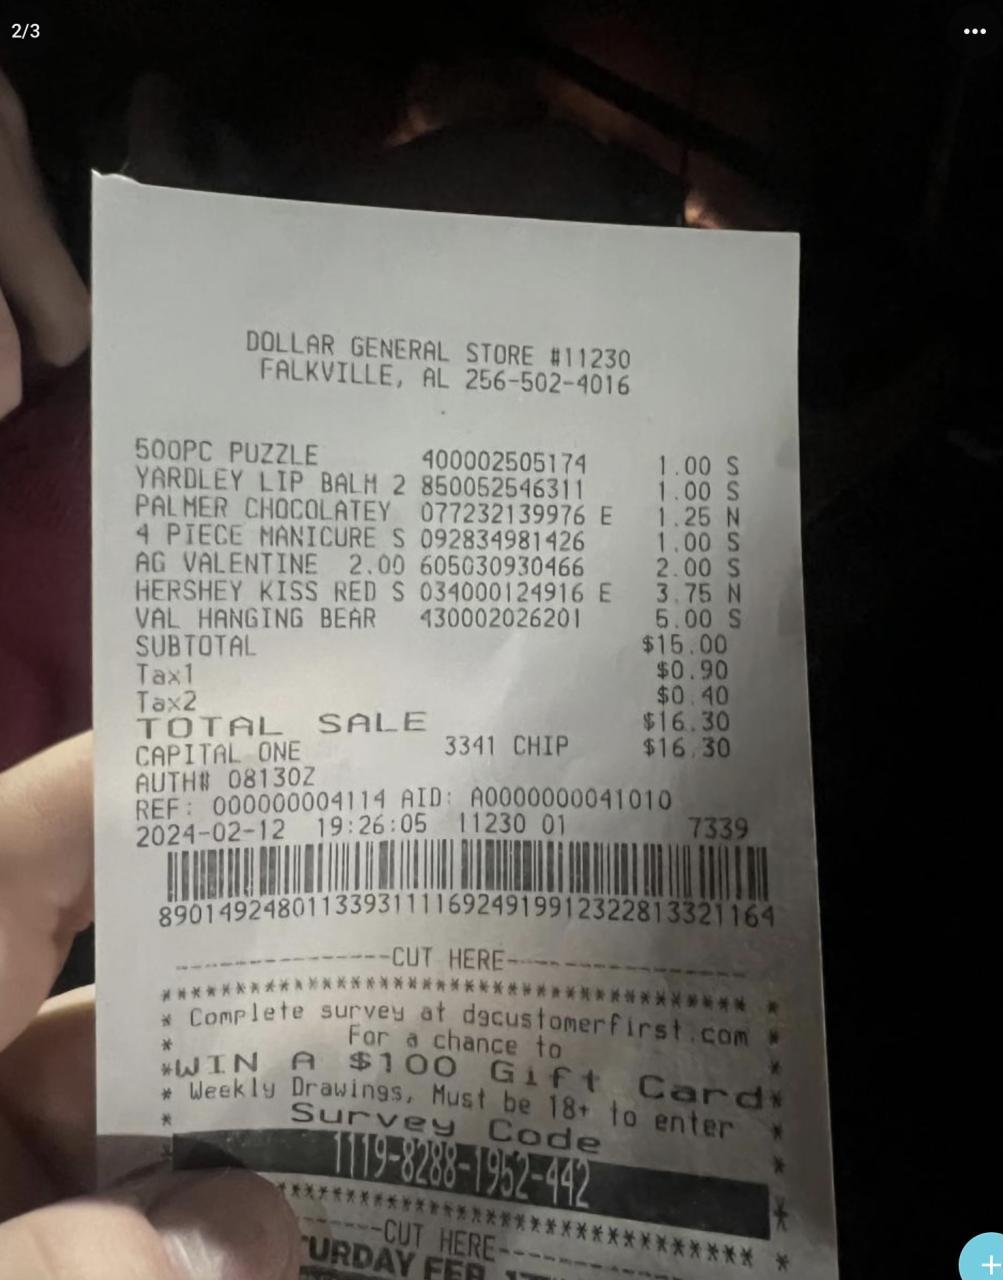 2/3
DOLLAR GENERAL STORE #11230
FALKVILLE, AL 256-502-4016
500PC PUZZLE 400002505174 1.00 S
YARDLEY LIP BALM 2 850052546311 1.00 S
PALMER CHOCOLATEY 077232139976 E 1.25 N
4 PIECE MANICURE S 092834981426 1.00 S
AG VALENTINE 2.00 605030930466 2.00 S
HERSHEY KISS RED S 034000124916 E 3.75 N
VAL HANGING BEAR 430002026201 5.00 S
SUBTOTAL $15.00
Tax1 $0.90
Tax2 $0.40
TOTAL SALE $16.30
CAPITAL ONE 3341 CHIP $16.30
AUTH# 08130Z
REF: 000000004114 AID: A0000000041010
2024-02-12 19:26:05 11230 01 7339
890149248011339311116924919912322813321164
----------------CUT HERE----------------
****************************************
* Complete survey at dgcustomerfirst.com *
* For a chance to *
*WIN A $100 Gift Card*
* Weekly Drawings, Must be 18+ to enter *
* Survey Code *
1119-8288-1952-442
****************************************
------CUT HERE------
TURDAY FEB